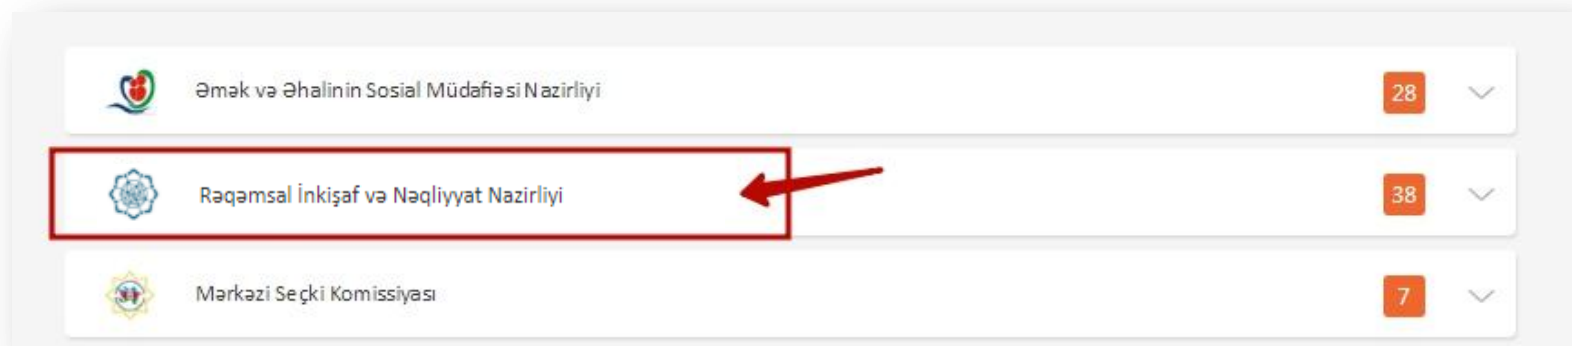 Əmək və Əhalinin Sosial Müdafiəsi Nazirliyi 28
Rəqəmsal İnkişaf və Nəqliyyat Nazirliyi 38
Mərkəzi Seçki Komissiyası 7